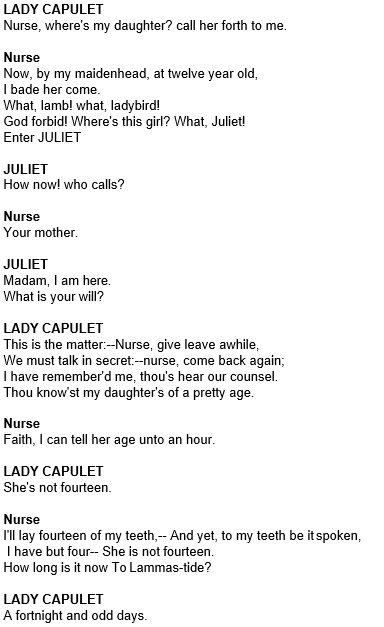 LADY CAPULET
Nurse, where's my daughter? call her forth to me.
Nurse
Now, by my maidenhead, at twelve year old,
I bade her come.
What, lamb! what, ladybird!
God forbid! Where's this girl? What, Juliet!
Enter JULIET
JULIET
How now! who calls?
Nurse
Your mother.
JULIET
Madam, I am here.
What is your will?
LADY CAPULET
This is the matter:--Nurse, give leave awhile,
We must talk in secret:--nurse, come back again;
I have remember'd me, thou's hear our counsel.
Thou know'st my daughter's of a pretty age.
Nurse
Faith, I can tell her age unto an hour.
LADY CAPULET
She's not fourteen.
Nurse
I'll lay fourteen of my teeth,-- And yet, to my teeth be it spoken,
I have but four-- She is not fourteen.
How long is it now To Lammas-tide?
LADY CAPULET
A fortnight and odd days.